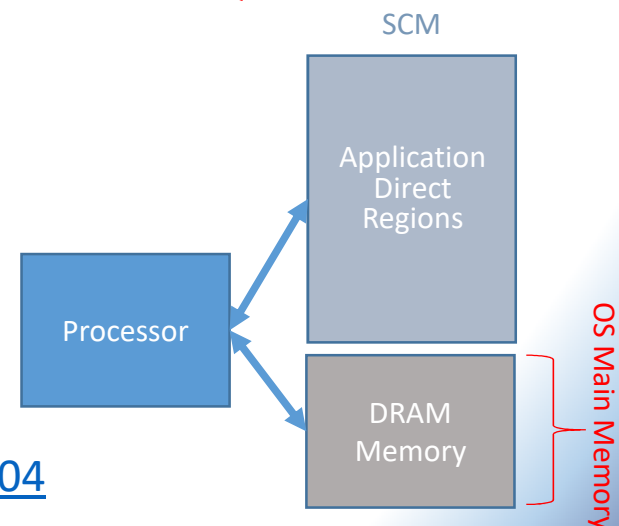 SCM
Application
Direct
Regions
Processor
DRAM
Memory
OS Main Memory
04